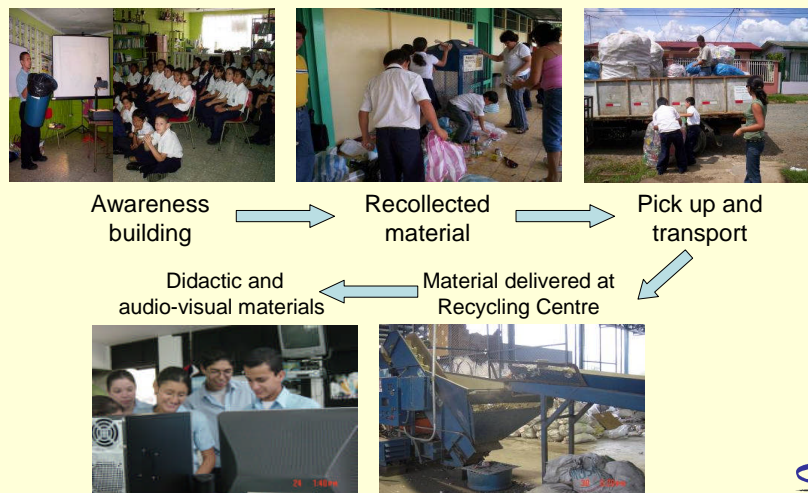 Awareness
building
Recollected
material
Pick up and
transport
Material delivered at
Recycling Centre
Didactic and
audio-visual materials